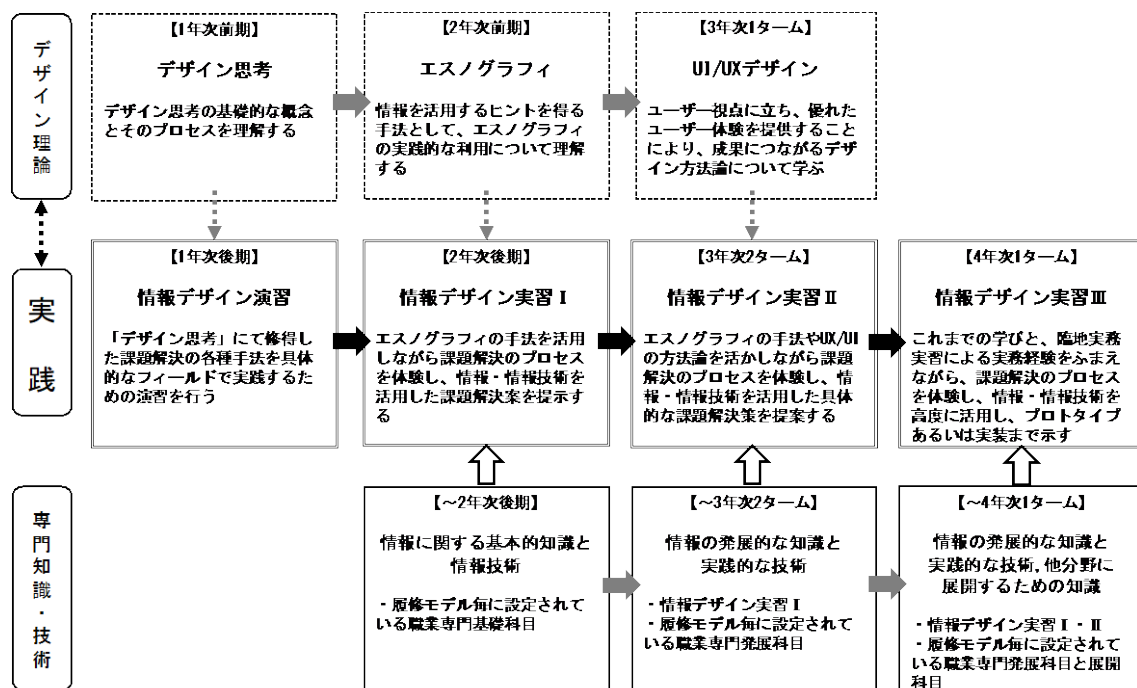 デザイン理論
【1年次前期】
デザイン思考
デザイン思考の基礎的な概念
とそのプロセスを理解する
【2年次前期】
エスノグラフィ
情報を活用するヒントを得る
手法として、エスノグラフィ
の実践的な利用について理解
する
【3年次1ターム】
UI/UXデザイン
ユーザー視点に立ち、優れた
ユーザー体験を提供すること
により、成果につながるデザ
イン方法論について学ぶ
実践
【1年次後期】
情報デザイン演習
「デザイン思考」にて修得し
た課題解決の各種手法を具体
的なフィールドで実践するた
めの演習を行う
【2年次後期】
情報デザイン実習Ⅰ
エスノグラフィの手法を活用
しながら課題解決のプロセス
を体験し、情報・情報技術を
活用した課題解決案を提示す
る
【3年次2ターム】
情報デザイン実習Ⅱ
エスノグラフィの手法やUX/UI
の方法論を活かしながら課題
解決のプロセスを体験し、情
報・情報技術を活用した具体
的な課題解決策を提案する
【4年次1ターム】
情報デザイン実習Ⅲ
これまでの学びと、臨地実務
実習による実務経験をふまえ
ながら、課題解決のプロセス
を体験し、情報・情報技術を
高度に活用し、プロトタイプ
あるいは実装まで示す
専門知識・技術
【～2年次後期】
情報に関する基本的知識と
情報技術
・履修モデル毎に設定されて
いる職業専門基礎科目
【～3年次2ターム】
情報の発展的な知識と
実践的な技術
・情報デザイン実習Ⅰ
・履修モデル毎に設定されて
いる職業専門発展科目
【～4年次1ターム】
情報の発展的な知識と
実践的な技術,他分野に
展開するための知識
・情報デザイン実習Ⅰ・Ⅱ
・履修モデル毎に設定されて
いる職業専門発展科目と展開
科目